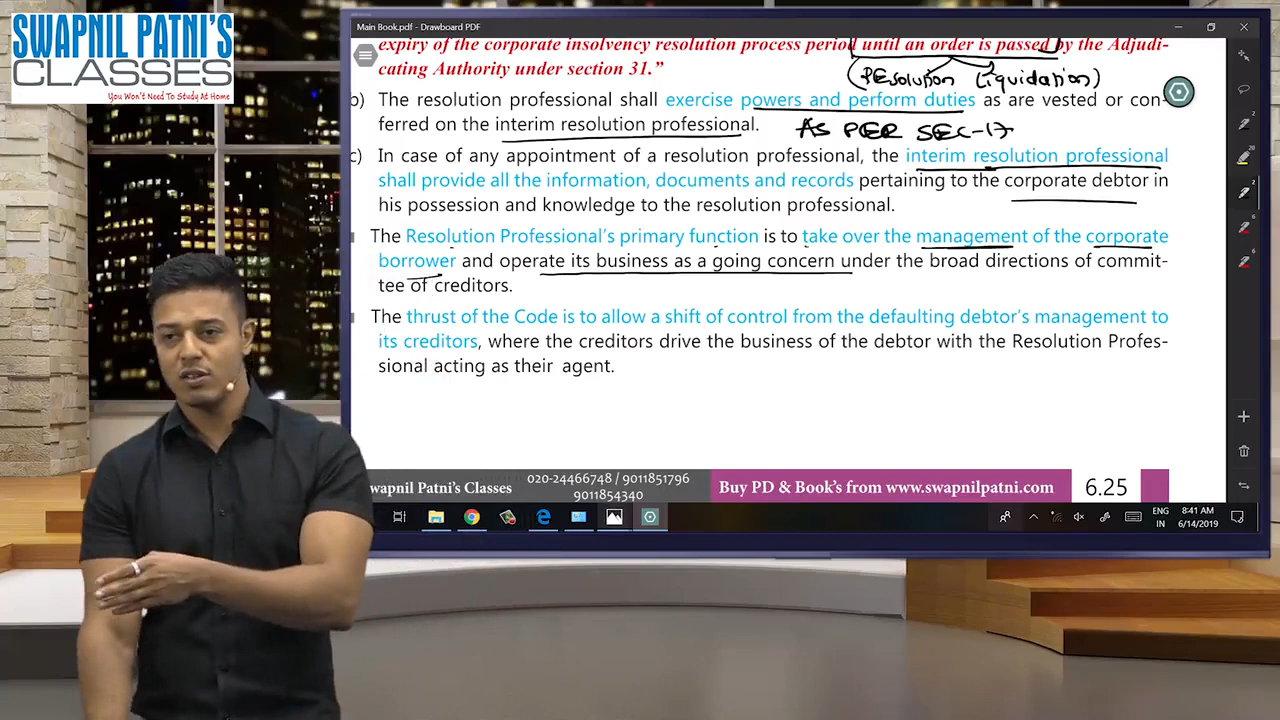 SWAPNIL PATNI'S
CLASSES
You Won't Need To Study At Home
Main Book.pdf - Drawboard PDF
expiry of the corporate insolvency resolution process period until an order is passed by the Adjudi-
cating Authority under section 31.”
(Resolution (Liquidation)
b) The resolution professional shall exercise powers and perform duties as are vested or con-
ferred on the interim resolution professional. AS PER SEC-17
c) In case of any appointment of a resolution professional, the interim resolution professional
shall provide all the information, documents and records pertaining to the corporate debtor in
his possession and knowledge to the resolution professional.
The Resolution Professional’s primary function is to take over the management of the corporate
borrower and operate its business as a going concern under the broad directions of commit-
tee of creditors.
The thrust of the Code is to allow a shift of control from the defaulting debtor’s management to
its creditors, where the creditors drive the business of the debtor with the Resolution Profes-
sional acting as their agent.
wapnil Patni's Classes 020-24466748 / 9011851796
9011854340
Buy PD & Book's from www.swapnilpatni.com 6.25
ENG
IN
8:41 AM
6/14/2019